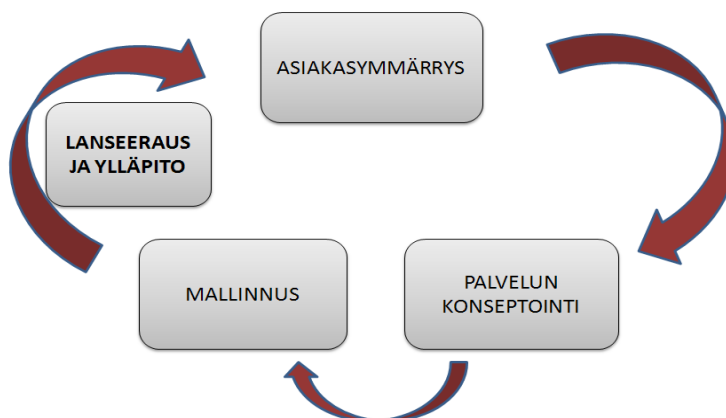 ASIAKASYMMÄRRYS
LANSEERAUS
JA YLLÄPITO
MALLINNUS
PALVELUN
KONSEPTOINTI